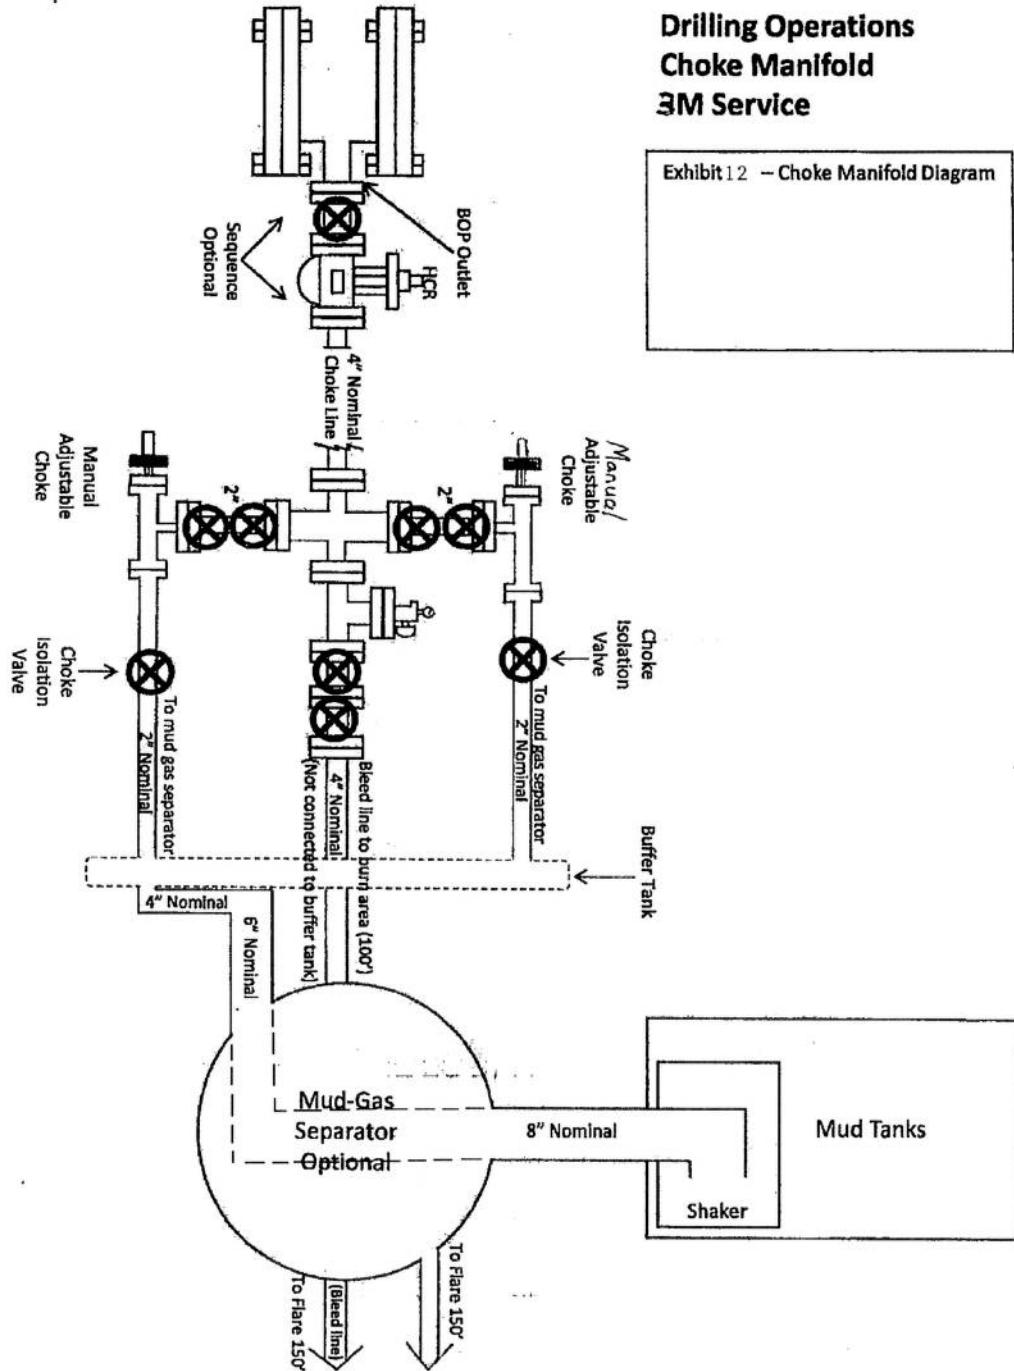 Drilling Operations
Choke Manifold
3M Service
Exhibit 12 – Choke Manifold Diagram
BOP Outlet
Sequence
Optional
HCR
4" Nominal
Choke Line
Manual
Adjustable
Choke
2"
2"
Manual
Adjustable
Choke
Choke
Isolation
Valve
Choke
Isolation
Valve
To mud gas separator
2" Nominal
Bleed line to burn area (100')
4" Nominal
(Not connected to buffer tank)
To mud gas separator
2" Nominal
Buffer Tank
4" Nominal
6" Nominal
Mud-Gas
Separator
Optional
8" Nominal
Mud Tanks
Shaker
To Flare 150'
(Bleed line)
To Flare 150'